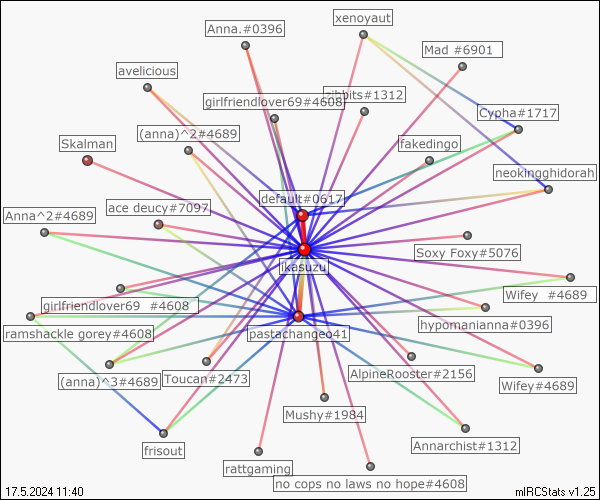 xenoyaut
Anna.#0396
Mad #6901
avelicious
girlfriendlover69#4608
zibbits#1312
Cypha#1717
(anna)^2#4689
Skalman
fakedingo
neokingghidorah
default#0617
ace deucy#7097
Anna^2#4689
Soxy Foxy#5076
ikasuzu
Wifey #4689
girlfriendlover69 #4608
hypomanianna#0396
ramshackle gorey#4608
pastachangeo41
AlpineRooster#2156
(anna)^3#4689
Toucan#2473
Wifey#4689
Mushy#1984
Annarchist#1312
frisout
rattgaming
no cops no laws no hope#4608
17.5.2024 11:40
mIRCStats v1.25